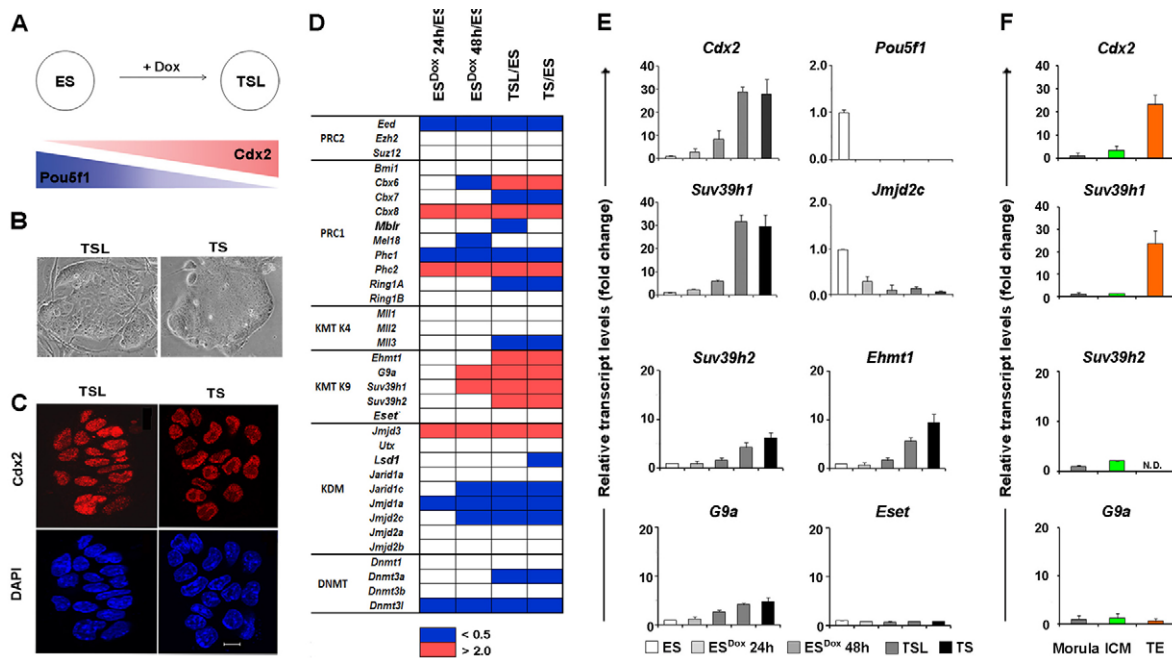 A
ES
+ Dox
TSL
Cdx2
Pou5f1
B
TSL
TS
C
TSL
TS
Cdx2
DAPI
D
ES^Dox 24h/ES
ES^Dox 48h/ES
TSL/ES
TS/ES
PRC2
Eed
Ezh2
Suz12
PRC1
Bmi1
Cbx6
Cbx7
Cbx8
Mblr
Mel18
Phc1
Phc2
Ring1A
Ring1B
KMT K4
Mll1
Mll2
Mll3
KMT K9
Ehmt1
G9a
Suv39h1
Suv39h2
Eset
KDM
Jmjd3
Utx
Lsd1
Jarid1a
Jarid1c
Jmjd1a
Jmjd2c
Jmjd2a
Jmjd2b
DNMT
Dnmt1
Dnmt3a
Dnmt3b
Dnmt3l
< 0.5
> 2.0
E
Relative transcript levels (fold change)
Cdx2
40
30
20
10
0
Pou5f1
2.0
1.0
0.0
Suv39h1
40
30
20
10
0
Jmjd2c
2.0
1.0
0.0
Suv39h2
20
10
0
Ehmt1
20
10
0
G9a
20
10
0
Eset
20
10
0
ES ES^Dox 24h ES^Dox 48h TSL TS
F
Relative transcript levels (fold change)
Cdx2
40
30
20
10
0
Suv39h1
40
30
20
10
0
Suv39h2
20
10
0
N.D.
G9a
20
10
0
Morula ICM TE